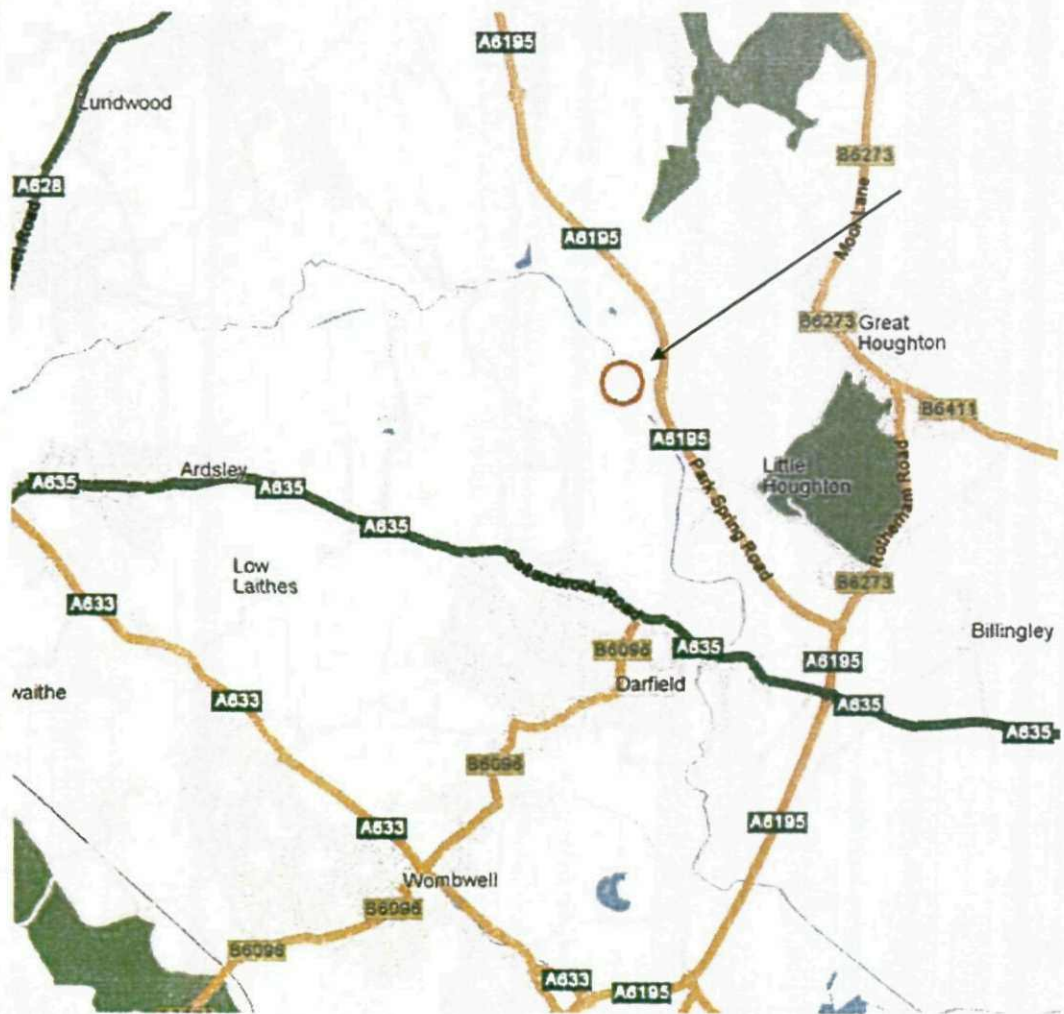 A6195
Lundwood
B6273
A628
Moor Lane
A6195
B6273
Great
Houghton
B6411
A6195
Ardsley
A635
A635
Little
Houghton
Park Spring Road
Rotherham Road
A635
Low
Laithes
B6273
A633
Billingley
B6096
A635
A6195
waithe
Darfield
A633
A635
A635
B6096
A633
A6195
Wombwell
B6096
B6096
A633
A6195